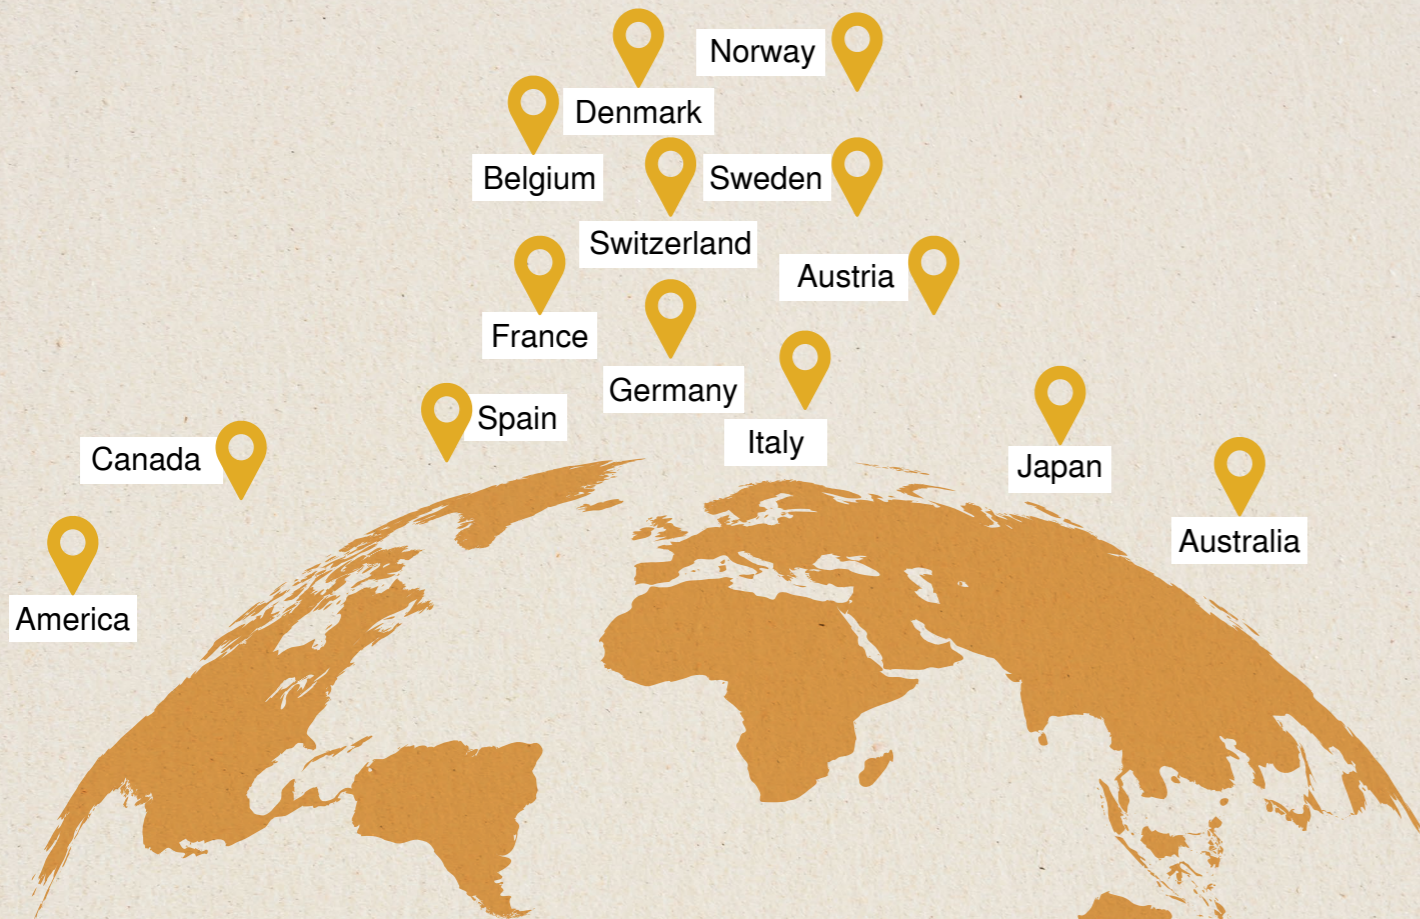 Norway
Denmark
Belgium
Sweden
Switzerland
Austria
France
Germany
Spain
Italy
Canada
Japan
Australia
America